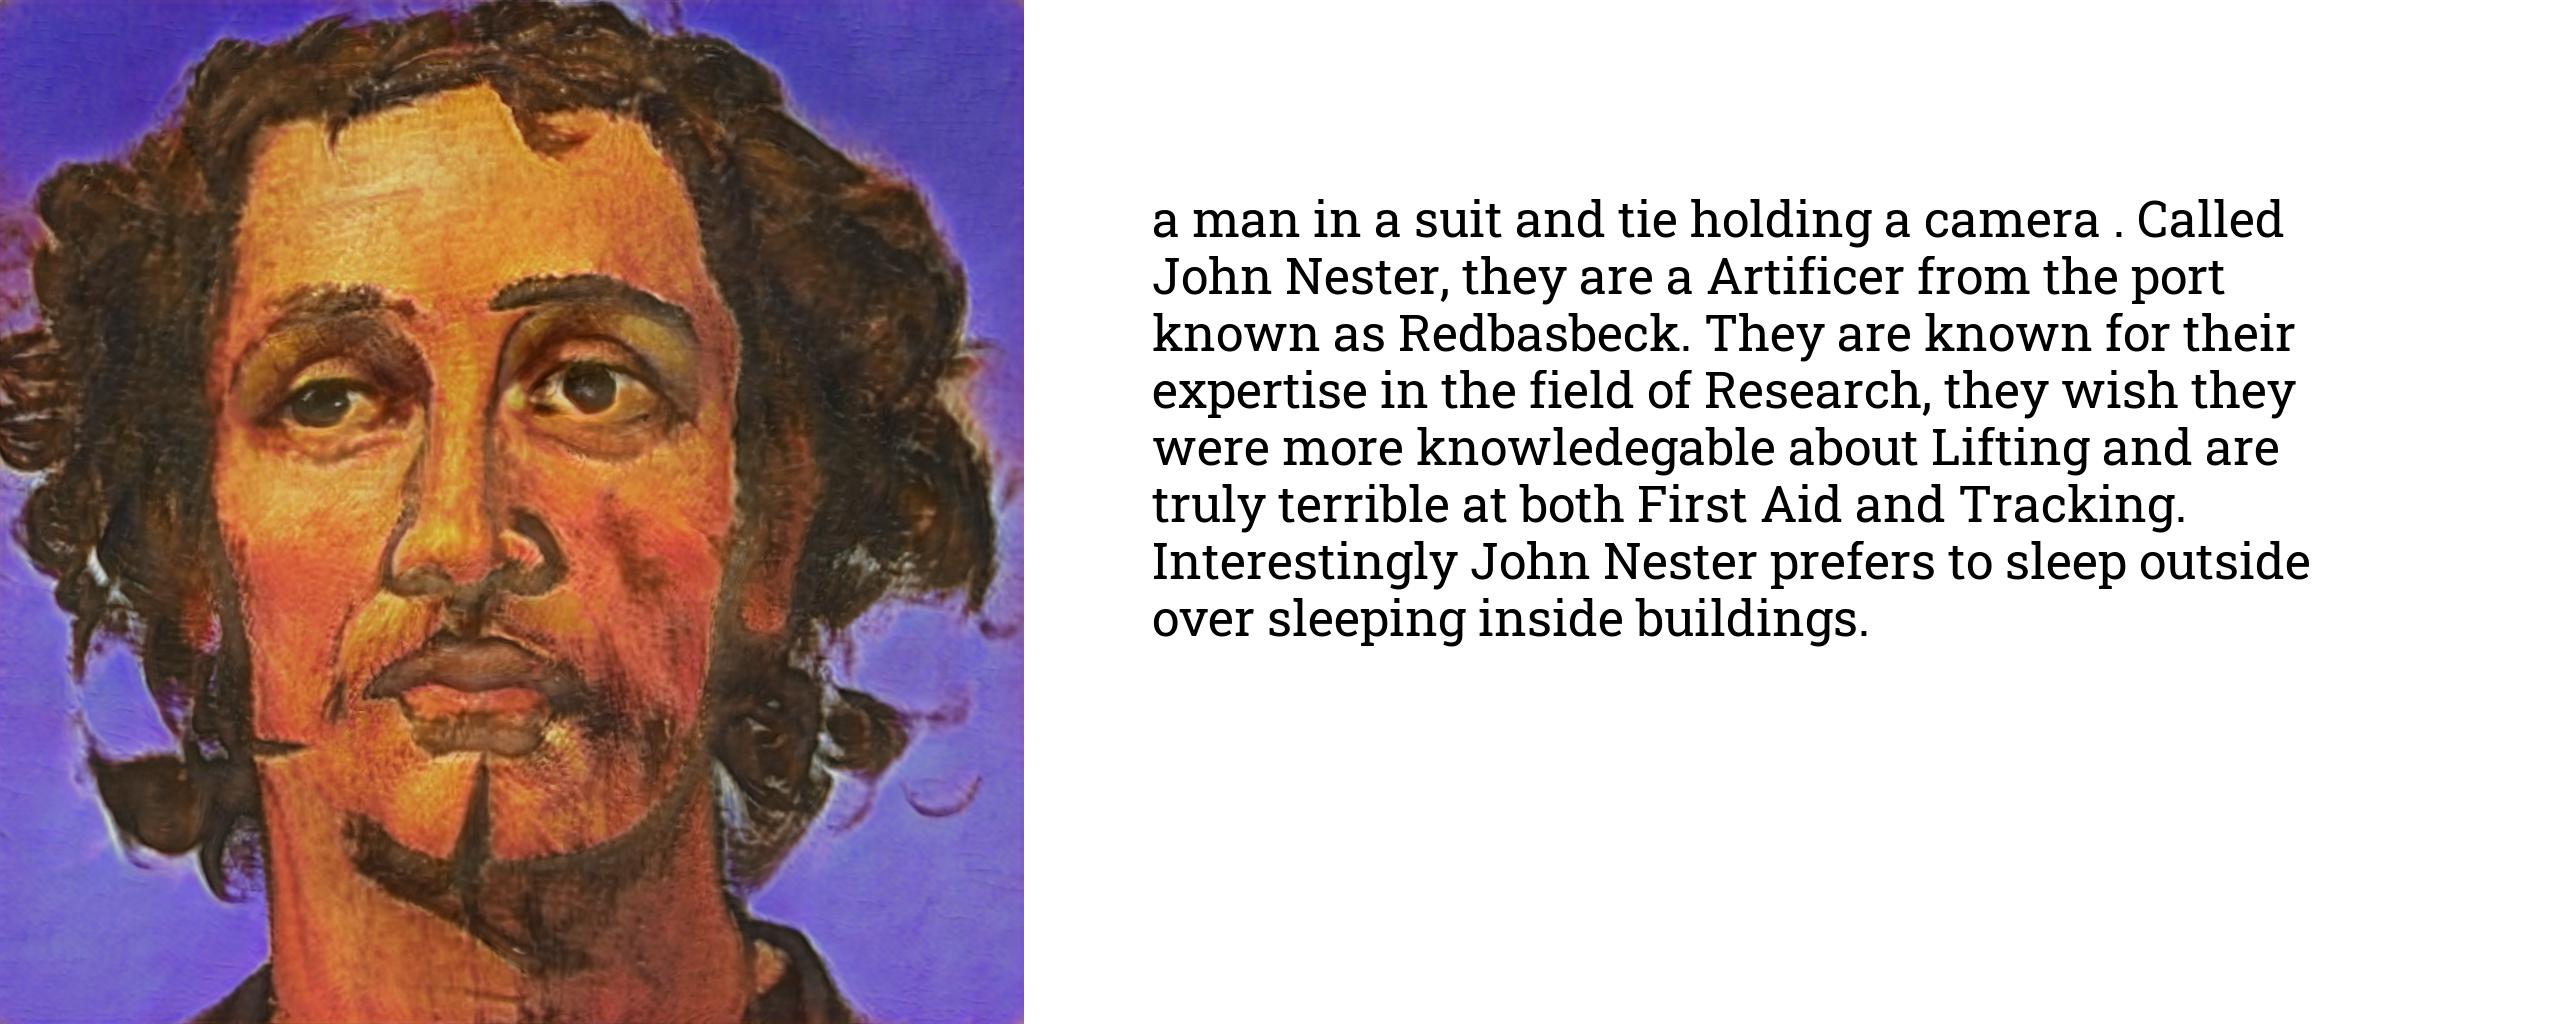 a man in a suit and tie holding a camera . Called
John Nester, they are a Artificer from the port
known as Redbasbeck. They are known for their
expertise in the field of Research, they wish they
were more knowledegable about Lifting and are
truly terrible at both First Aid and Tracking.
Interestingly John Nester prefers to sleep outside
over sleeping inside buildings.